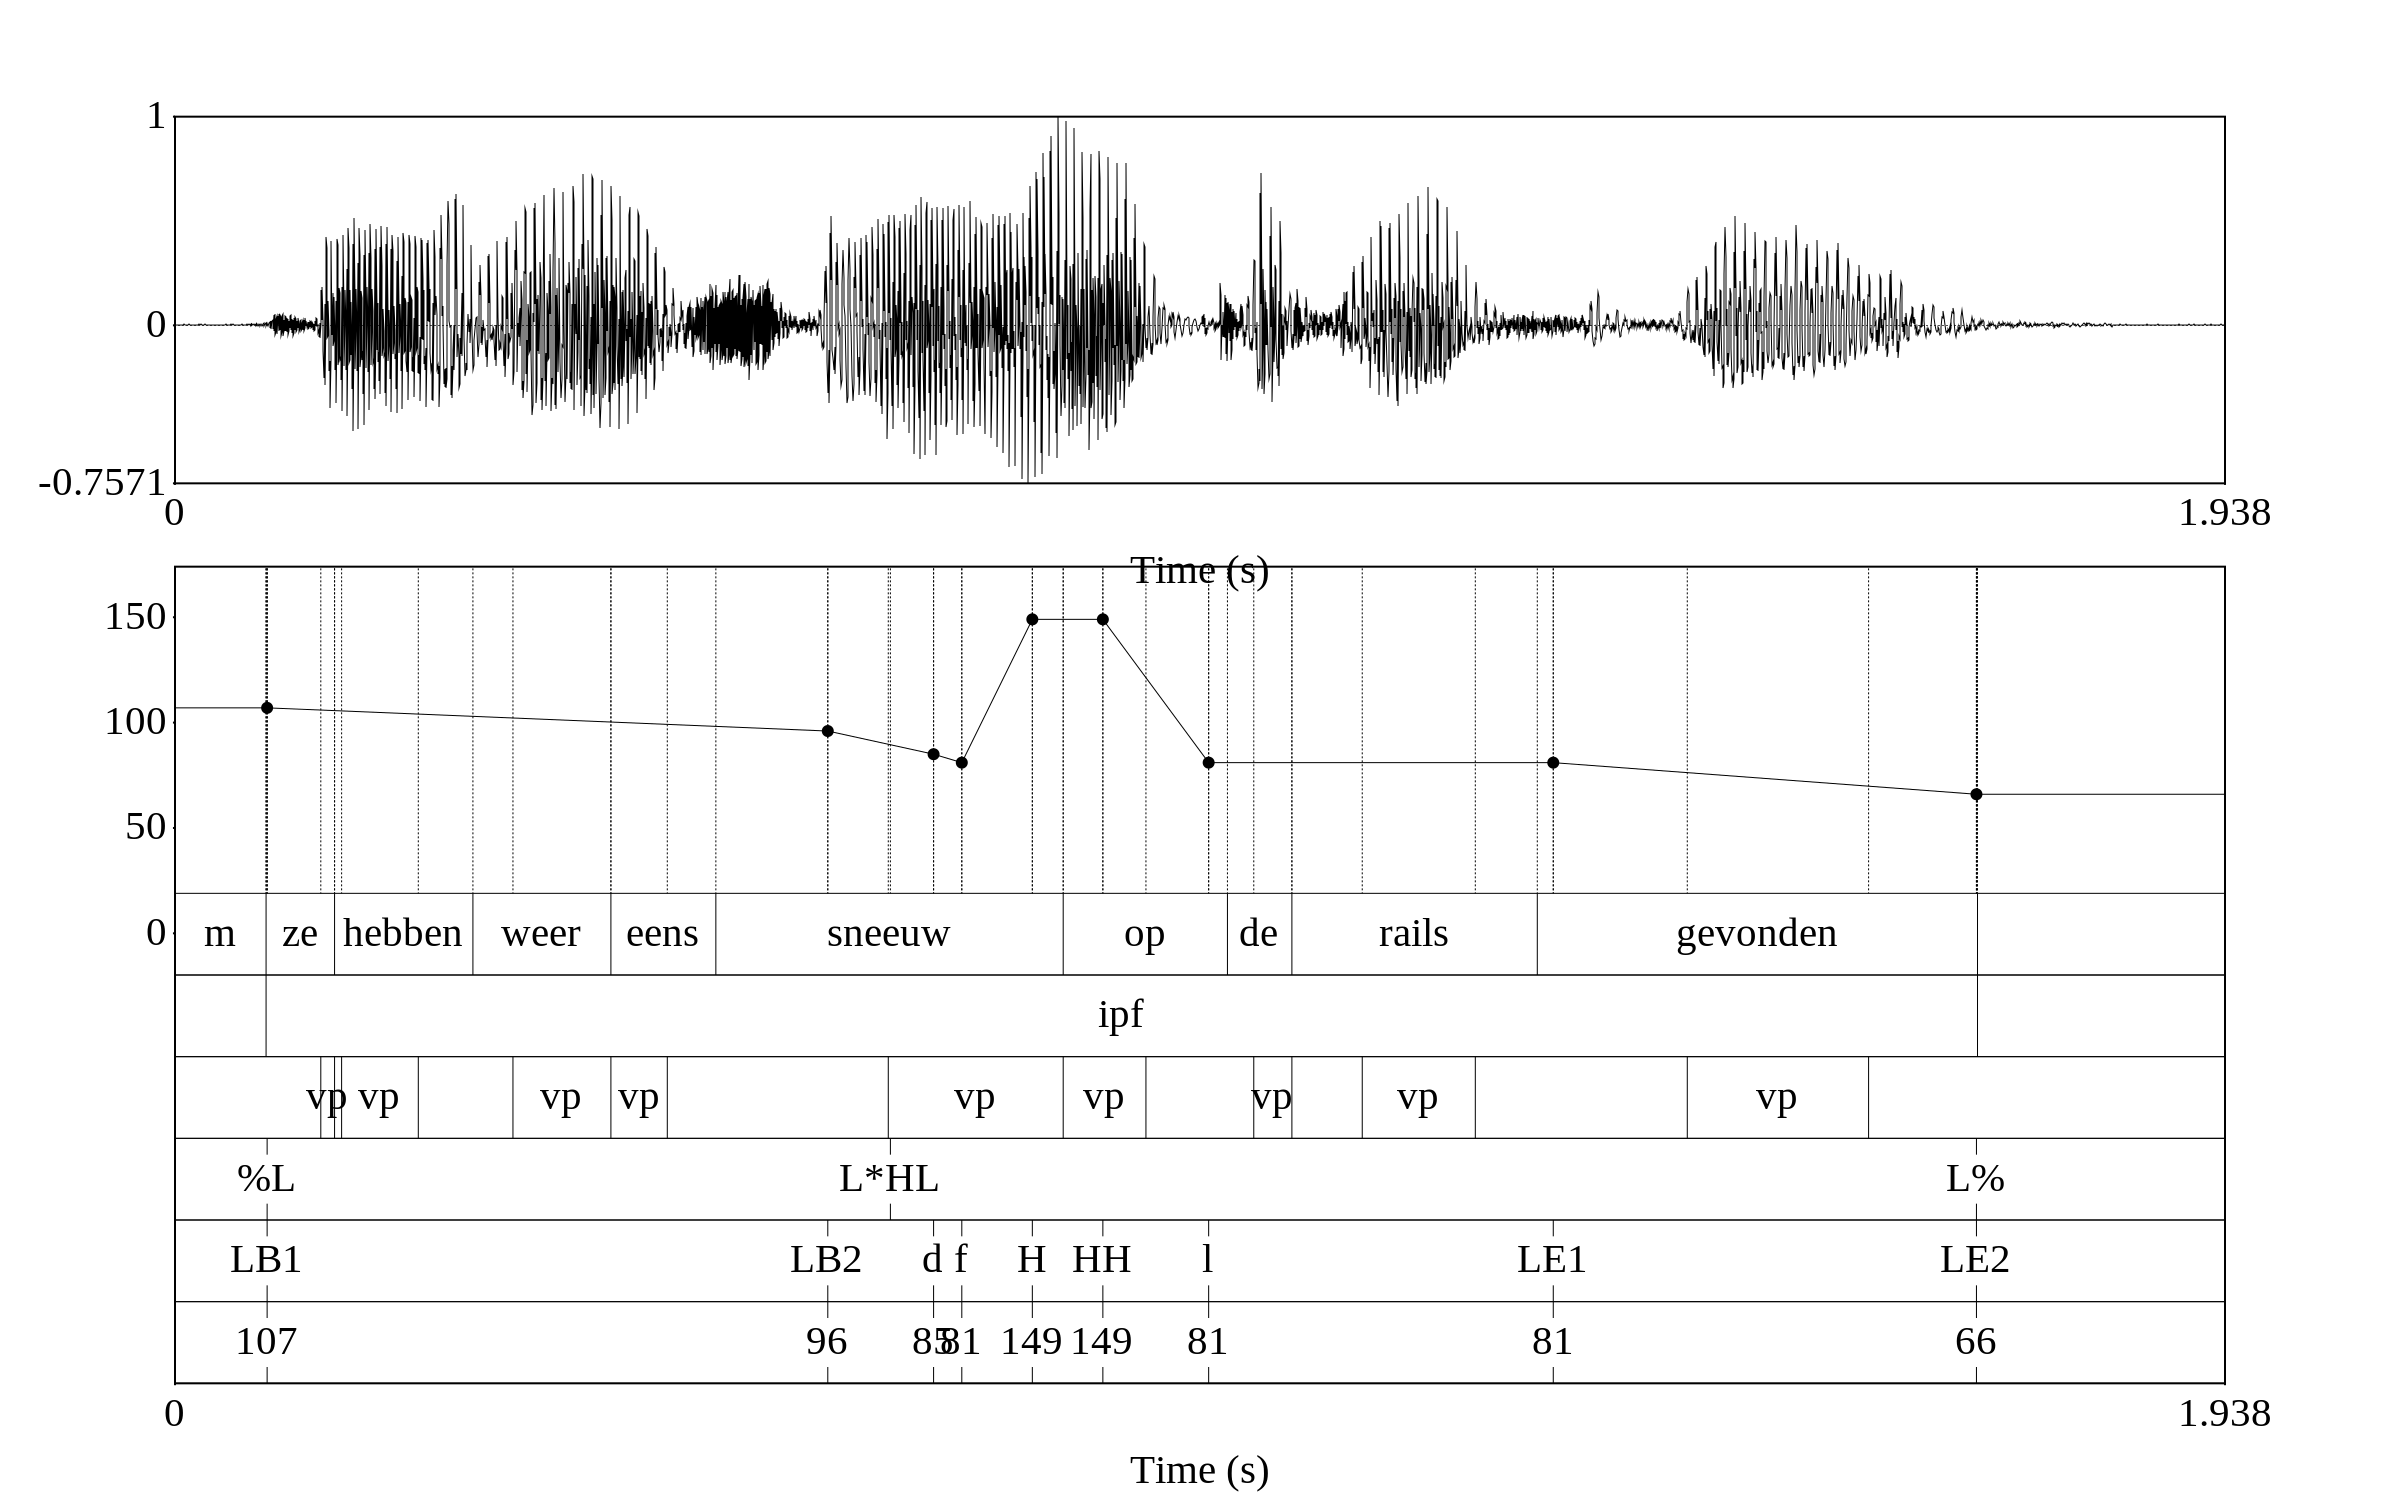 1
0
-0.7571
0 1.938
Time (s)
150
100
50
0
m ze hebben weer eens sneeuw op de rails gevonden
ipf
vp vp vp vp vp vp vp vp vp
%L L*HL L%
LB1 LB2 d f H HH l LE1 LE2
107 96 85 81 149 149 81 81 66
0 1.938
Time (s)